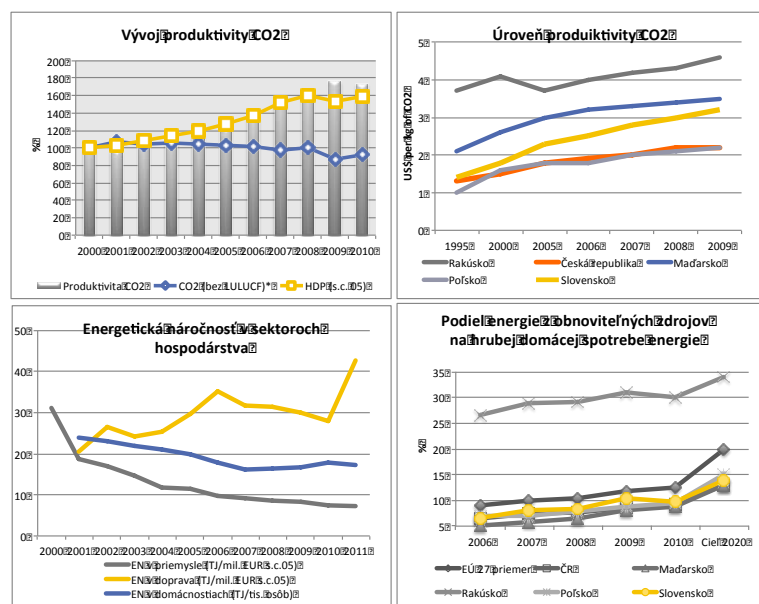 Vývoj produktivity CO2
200
180
160
140
120
100
80
60
40
20
0
%
2000 2001 2002 2003 2004 2005 2006 2007 2008 2009 2010
Produktivita CO2 CO2 (bez LULUCF)* HDP (s.c. 05)
Úroveň produiktivity CO2
5
4
3
2
1
0
US$ per kg of CO2
1995 2000 2005 2006 2007 2008 2009
Rakúsko Česká republika Maďarsko
Poľsko Slovensko
Energetická náročnosť v sektoroch
hospodárstva
50
40
30
20
10
0
2000 2001 2002 2003 2004 2005 2006 2007 2008 2009 2010 2011
EN v priemysle (TJ/mil. EUR s.c.05)
EN v doprava (TJ/mil. EUR s.c.05)
EN v domácnostiach (TJ/tis. osôb)
Podiel energie z obnoviteľných zdrojov
na hrubej domácej spotrebe energie
35
30
25
20
15
10
5
%
2006 2007 2008 2009 2010 Cieľ 2020
EÚ 27 priemer ČR Maďarsko
Rakúsko Poľsko Slovensko